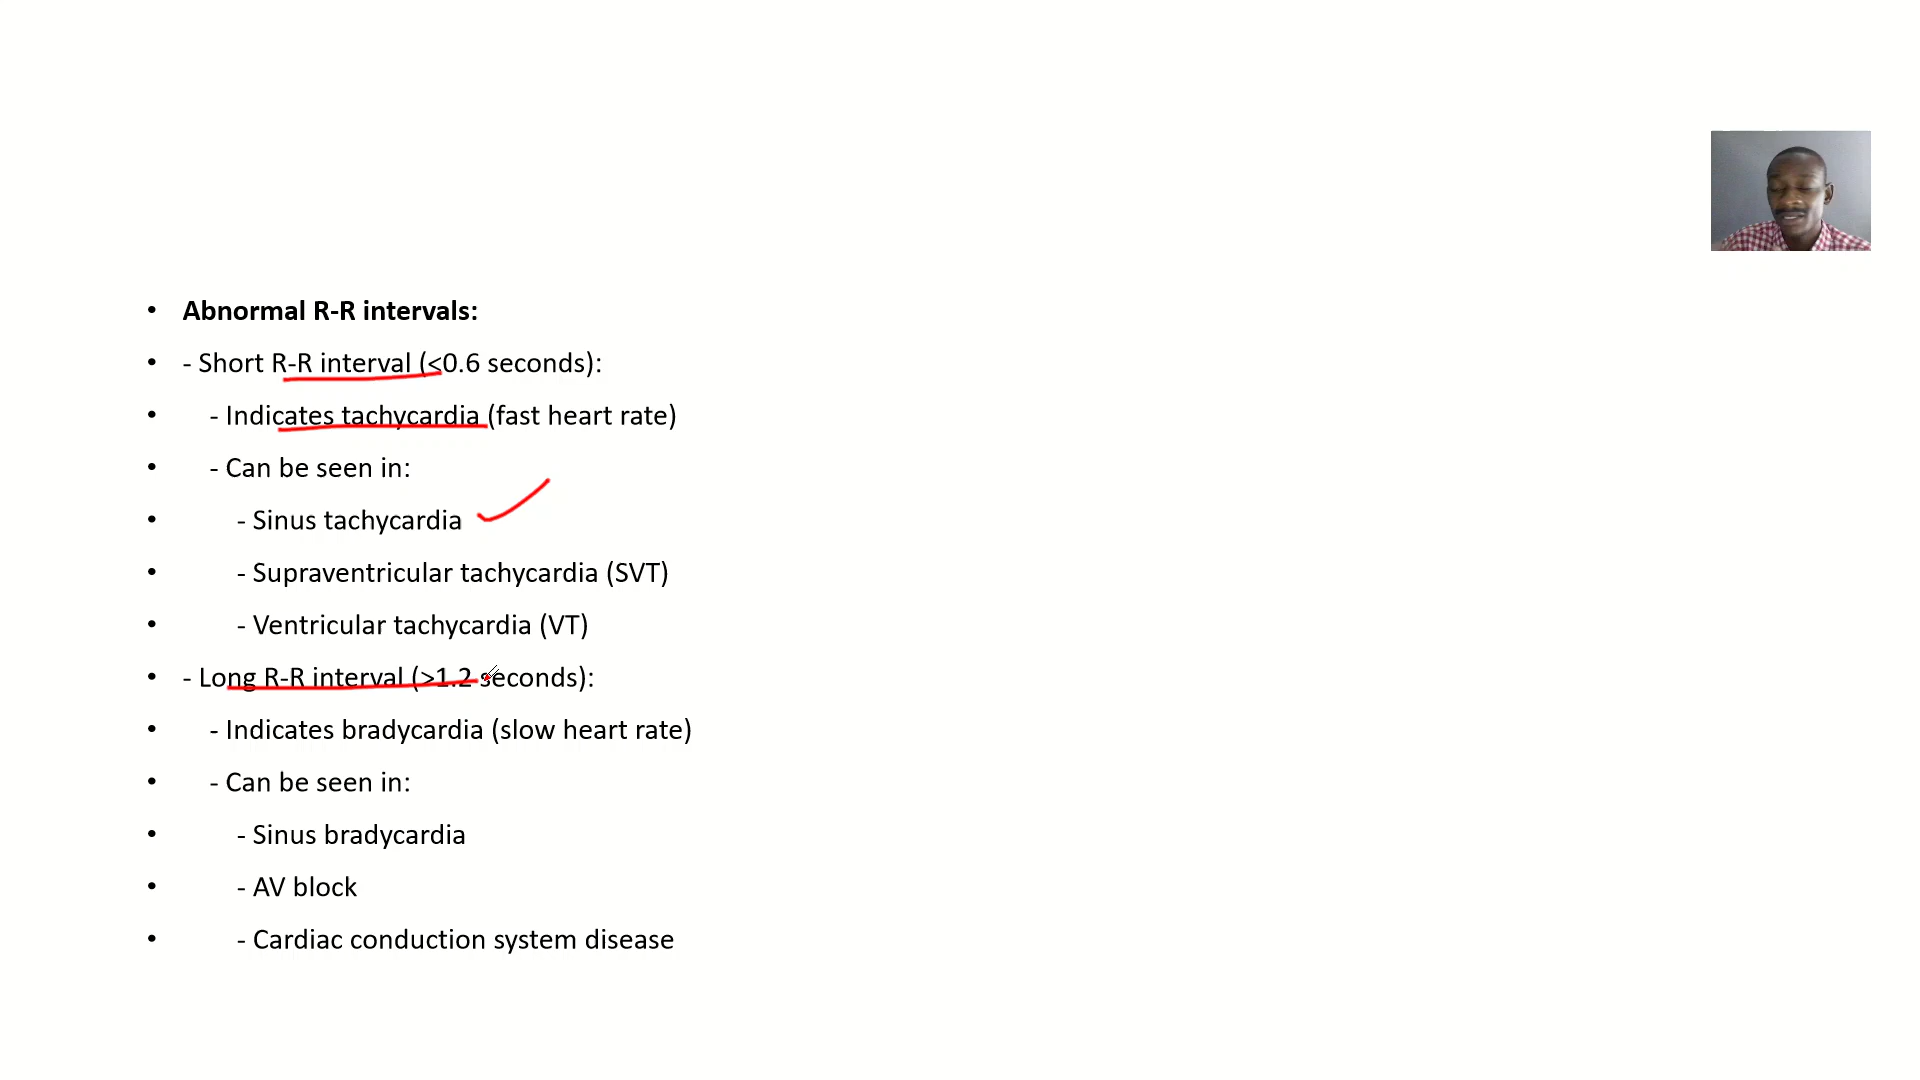 • Abnormal R-R intervals:
• - Short R-R interval (<0.6 seconds):
• - Indicates tachycardia (fast heart rate)
• - Can be seen in:
• - Sinus tachycardia
• - Supraventricular tachycardia (SVT)
• - Ventricular tachycardia (VT)
• - Long R-R interval (>1.2 seconds):
• - Indicates bradycardia (slow heart rate)
• - Can be seen in:
• - Sinus bradycardia
• - AV block
• - Cardiac conduction system disease